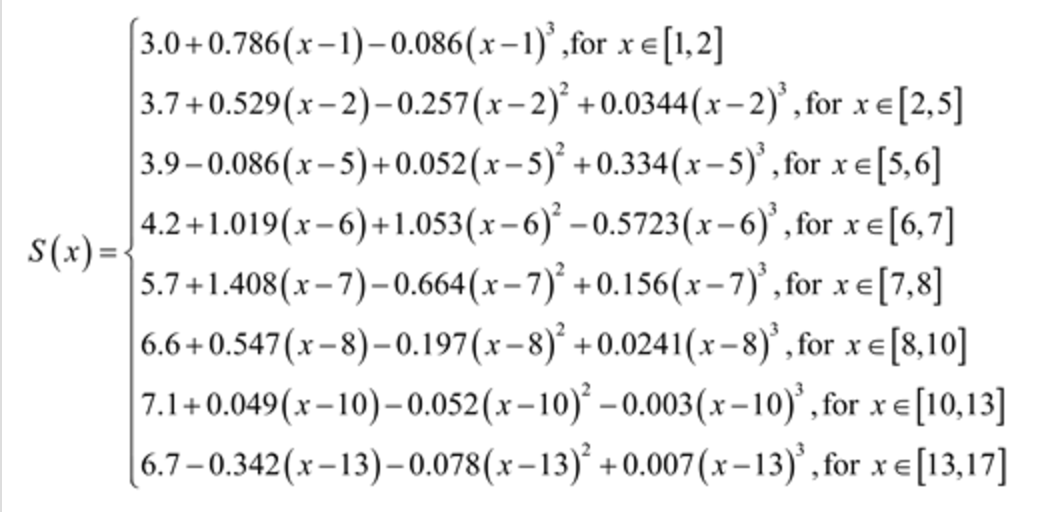 3.0+0.786(x−1)−0.086(x−1)³,for x∈[1,2]
3.7+0.529(x−2)−0.257(x−2)²+0.0344(x−2)³,for x∈[2,5]
3.9−0.086(x−5)+0.052(x−5)²+0.334(x−5)³,for x∈[5,6]
4.2+1.019(x−6)+1.053(x−6)²−0.5723(x−6)³,for x∈[6,7]
S(x)=
5.7+1.408(x−7)−0.664(x−7)²+0.156(x−7)³,for x∈[7,8]
6.6+0.547(x−8)−0.197(x−8)²+0.0241(x−8)³,for x∈[8,10]
7.1+0.049(x−10)−0.052(x−10)²−0.003(x−10)³,for x∈[10,13]
6.7−0.342(x−13)−0.078(x−13)²+0.007(x−13)³,for x∈[13,17]